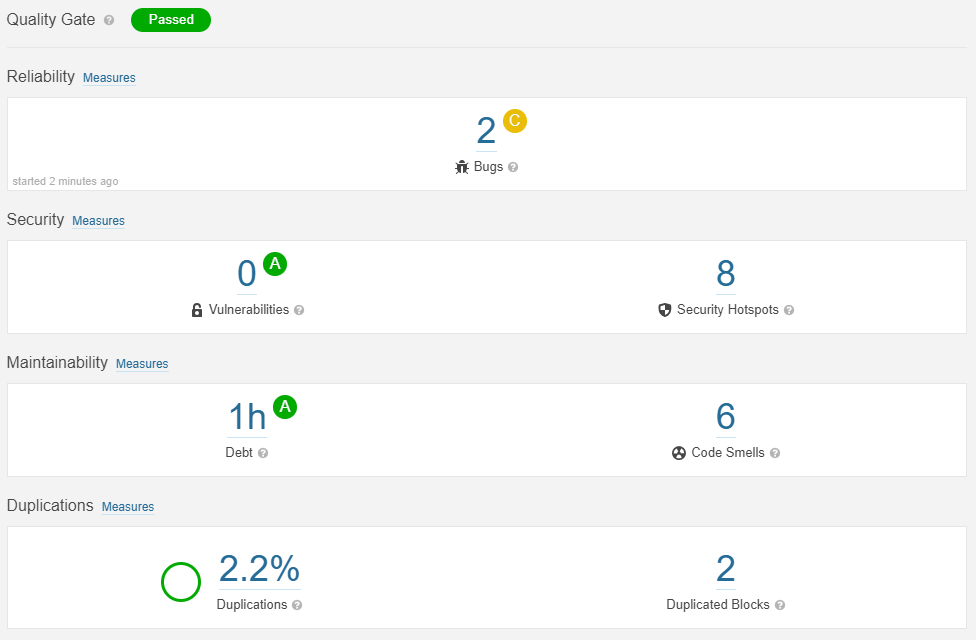 Quality Gate ? Passed
Reliability Measures
2 C
Bugs ?
started 2 minutes ago
Security Measures
0 A 8
Vulnerabilities ? Security Hotspots ?
Maintainability Measures
1h A 6
Debt ? Code Smells ?
Duplications Measures
2.2% 2
Duplications ? Duplicated Blocks ?